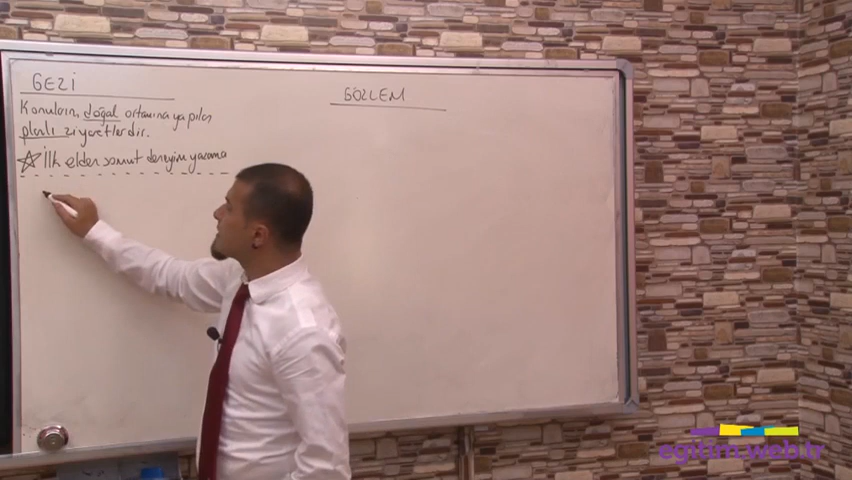 GEZİ
Konuların, doğal ortamına yapılan
planlı ziyaretlerdir.
İlk elden somut deneyim yaşama
GÖZLEM
egitim.web.tr